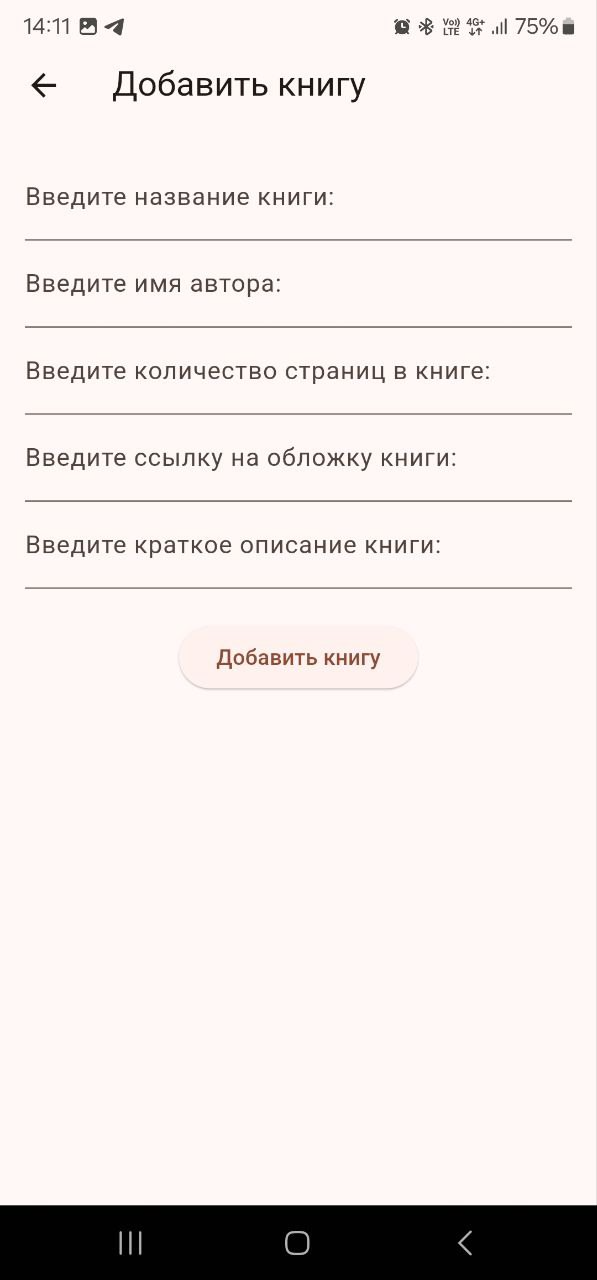 14:11 Vo)) LTE 4G+ 75%
Добавить книгу
Введите название книги:
Введите имя автора:
Введите количество страниц в книге:
Введите ссылку на обложку книги:
Введите краткое описание книги:
Добавить книгу